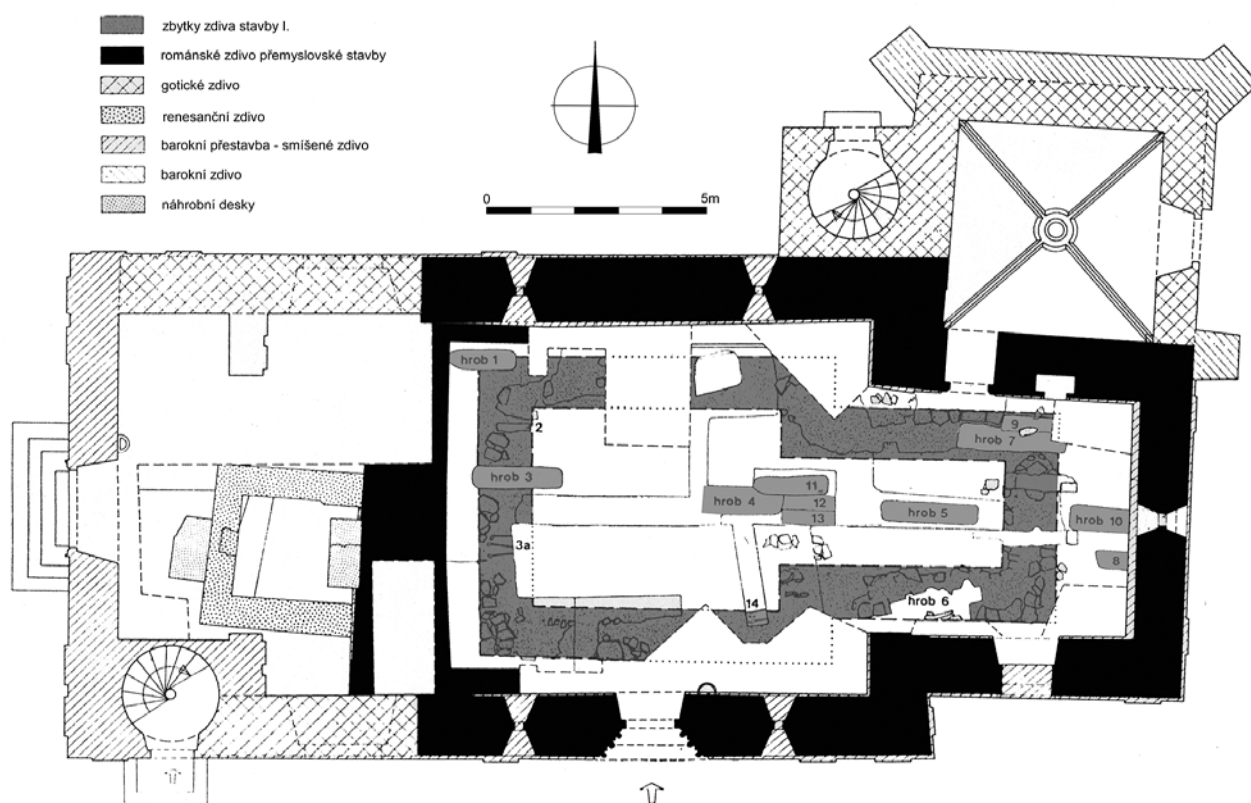 zbytky zdiva stavby I.
románské zdivo přemyslovské stavby
gotické zdivo
renesanční zdivo
barokní přestavba - smíšené zdivo
barokní zdivo
náhrobní desky
0 5m
hrob 1
2
hrob 3
3a
hrob 4
11
12
13
14
hrob 5
hrob 6
9
hrob 7
hrob 10
8